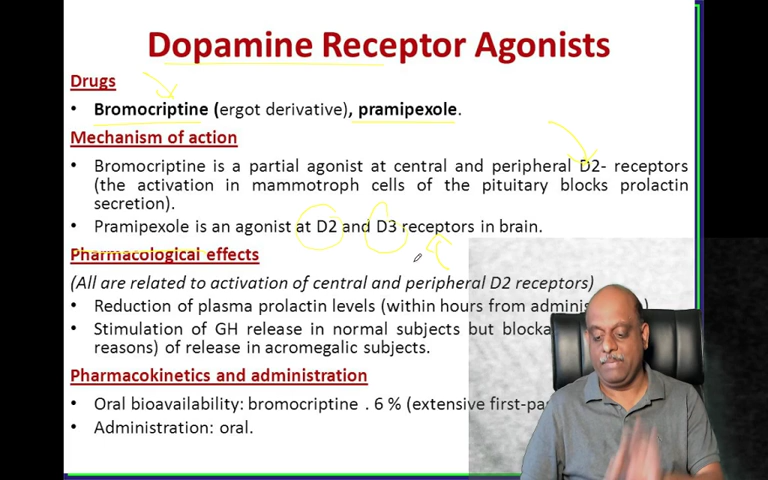 Dopamine Receptor Agonists
Drugs
• Bromocriptine (ergot derivative), pramipexole.
Mechanism of action
• Bromocriptine is a partial agonist at central and peripheral D2- receptors
(the activation in mammotroph cells of the pituitary blocks prolactin
secretion).
• Pramipexole is an agonist at D2 and D3 receptors in brain.
Pharmacological effects
(All are related to activation of central and peripheral D2 receptors)
• Reduction of plasma prolactin levels (within hours from )
• Stimulation of GH release in normal subjects but
reasons) of release in acromegalic subjects.
Pharmacokinetics and administration
• Oral bioavailability: bromocriptine . 6 % (extensive
• Administration: oral.